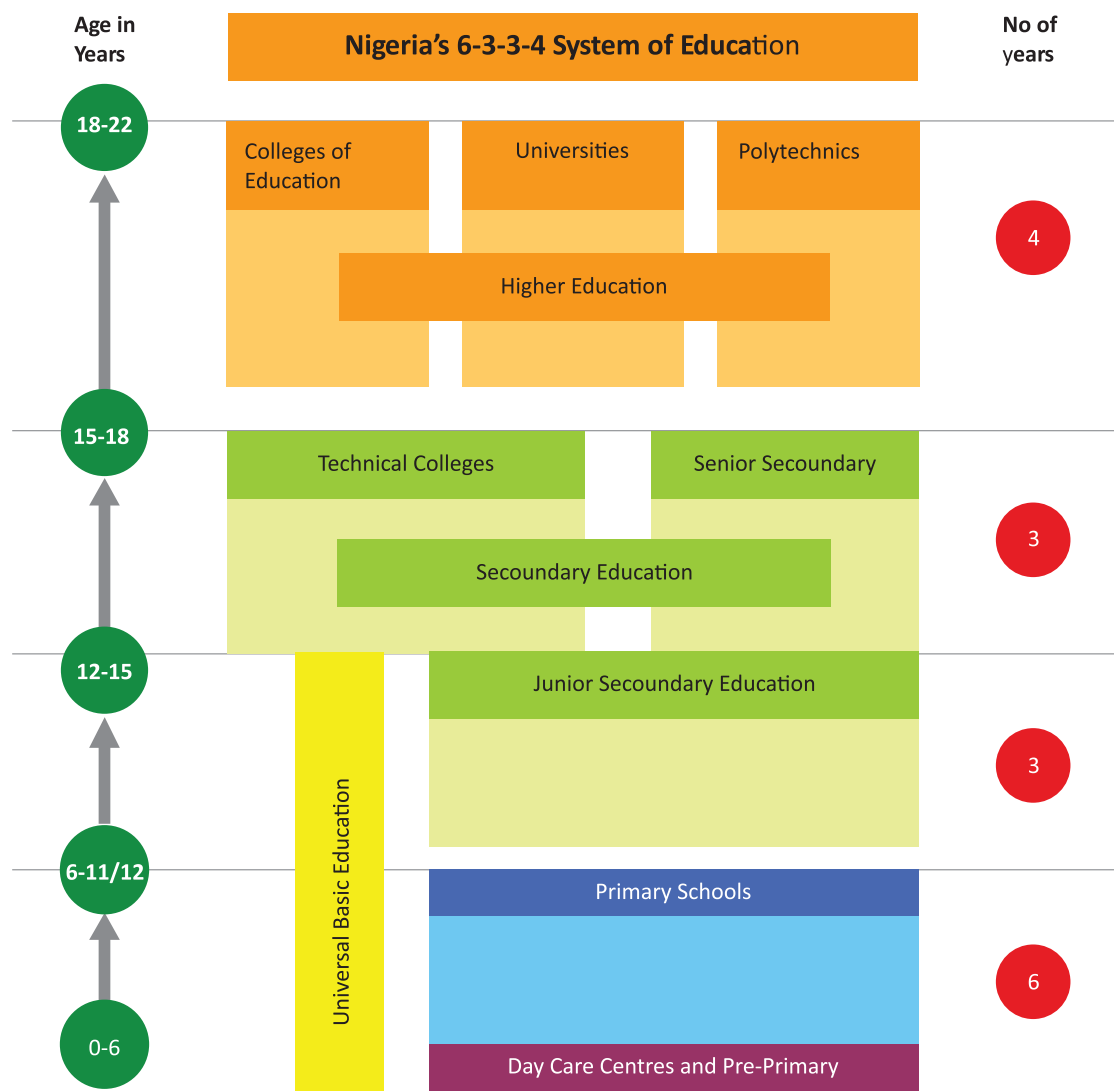 Age in
Years
Nigeria's 6-3-3-4 System of Education
No of
years
18-22
Colleges of
Education
Universities
Polytechnics
4
Higher Education
15-18
Technical Colleges
Senior Secoundary
3
Secoundary Education
12-15
Junior Secoundary Education
3
Universal Basic Education
6-11/12
Primary Schools
6
0-6
Day Care Centres and Pre-Primary